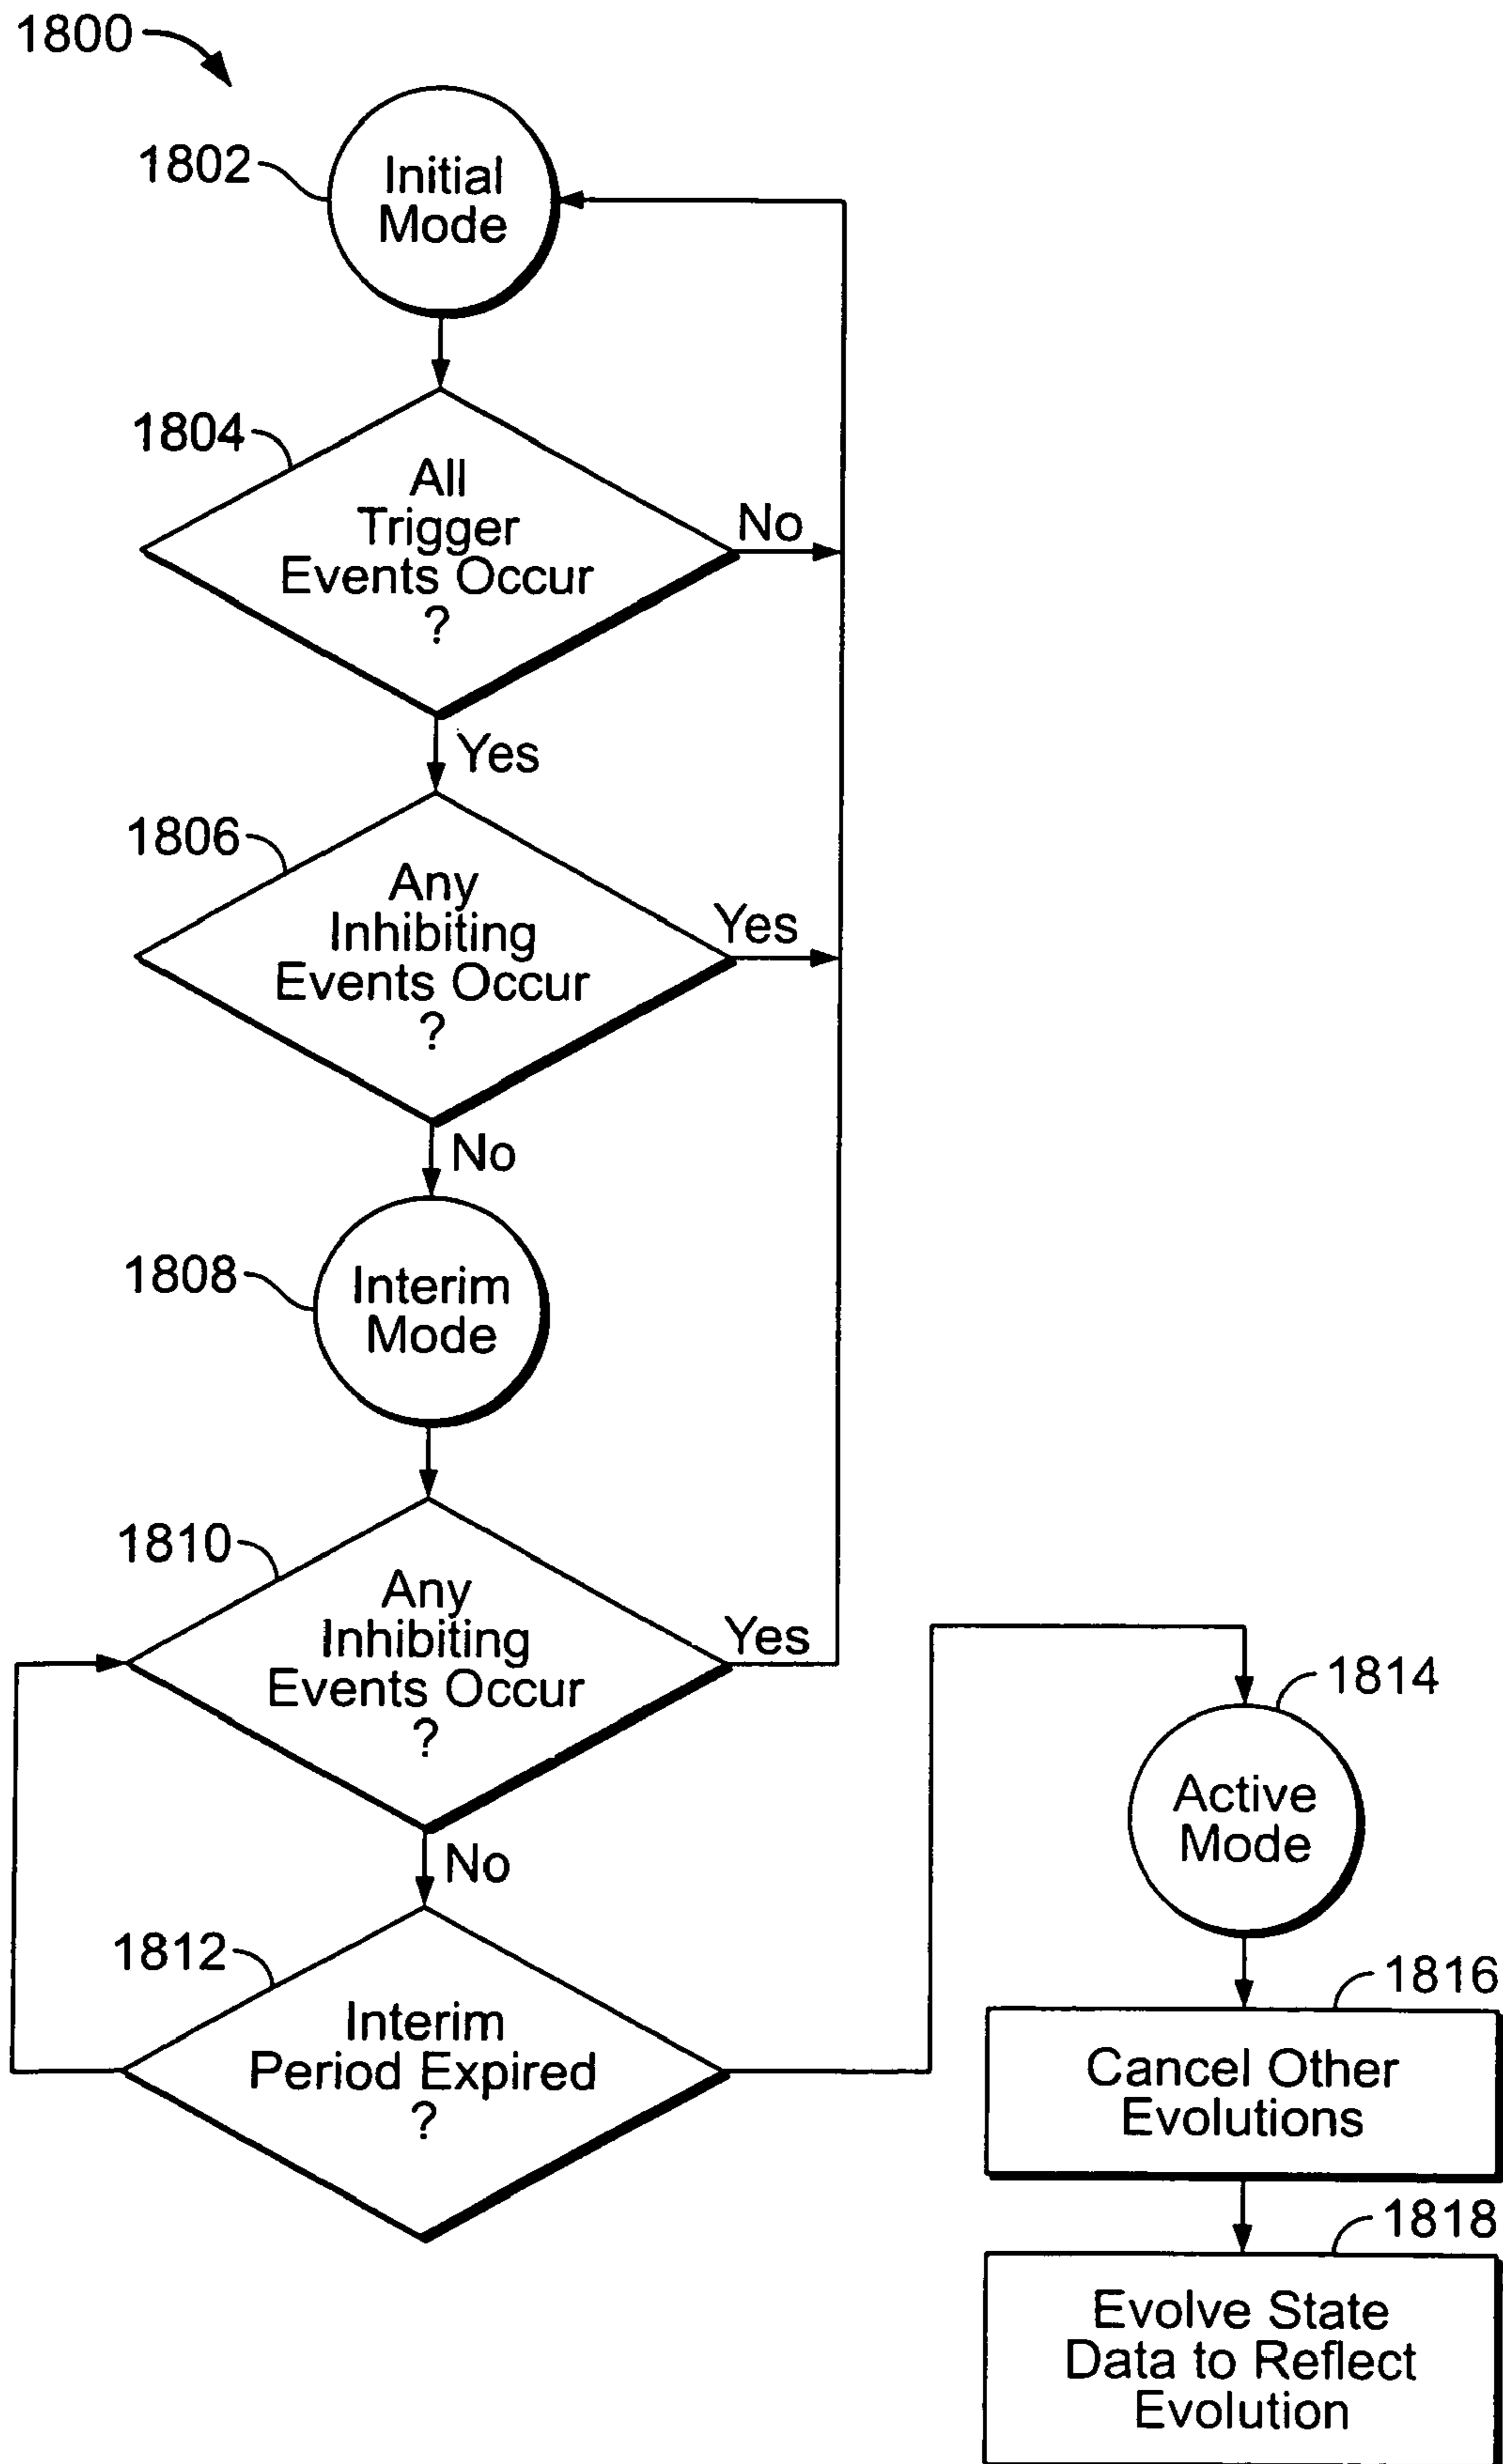 1800
1802
Initial
Mode
1804
All
Trigger
Events Occur
?
No
Yes
1806
Any
Inhibiting
Events Occur
?
Yes
No
1808
Interim
Mode
1810
Any
Inhibiting
Events Occur
?
Yes
No
1812
Interim
Period Expired
?
1814
Active
Mode
1816
Cancel Other
Evolutions
1818
Evolve State
Data to Reflect
Evolution